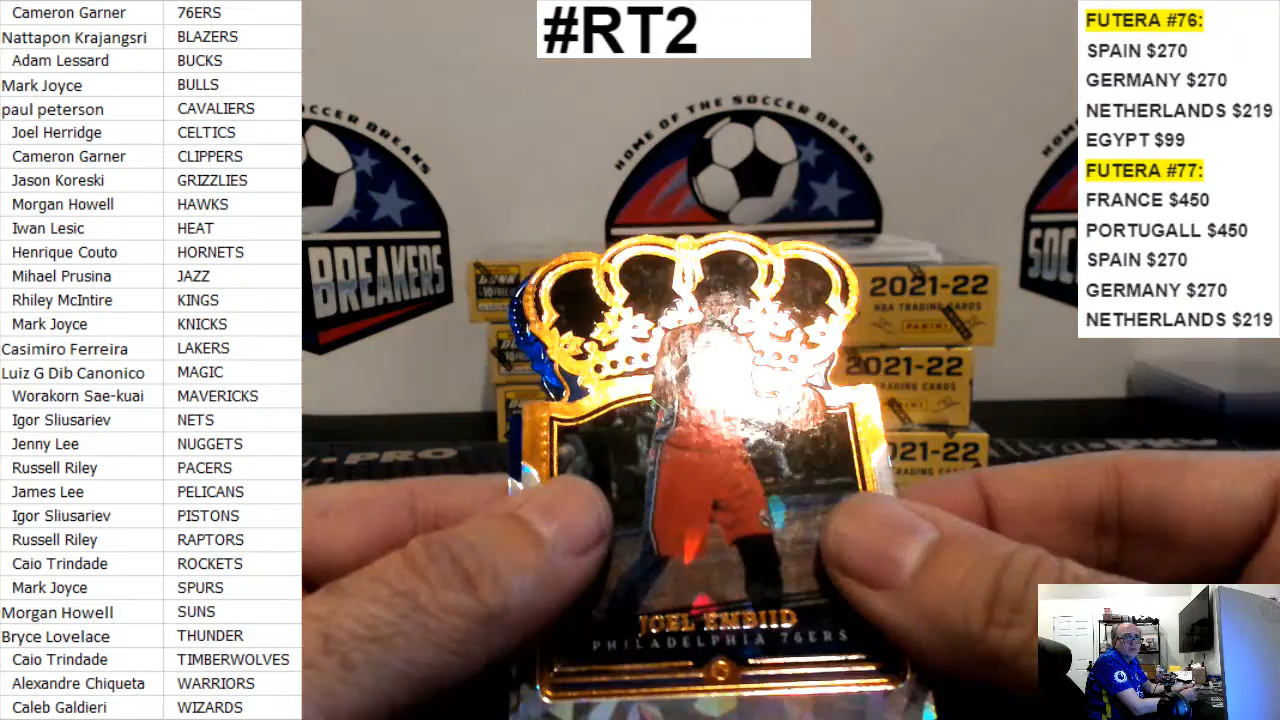 Cameron Garner 76ERS
Nattapon Krajangsri BLAZERS
Adam Lessard BUCKS
Mark Joyce BULLS
paul peterson CAVALIERS
Joel Herridge CELTICS
Cameron Garner CLIPPERS
Jason Koreski GRIZZLIES
Morgan Howell HAWKS
Iwan Lesic HEAT
Henrique Couto HORNETS
Mihael Prusina JAZZ
Rhiley McIntire KINGS
Mark Joyce KNICKS
Casimiro Ferreira LAKERS
Luiz G Dib Canonico MAGIC
Worakorn Sae-kuai MAVERICKS
Igor Sliusariev NETS
Jenny Lee NUGGETS
Russell Riley PACERS
James Lee PELICANS
Igor Sliusariev PISTONS
Russell Riley RAPTORS
Caio Trindade ROCKETS
Mark Joyce SPURS
Morgan Howell SUNS
Bryce Lovelace THUNDER
Caio Trindade TIMBERWOLVES
Alexandre Chiqueta WARRIORS
Caleb Galdieri WIZARDS
#RT2
FUTERA #76:
SPAIN $270
GERMANY $270
NETHERLANDS $219
EGYPT $99
FUTERA #77:
FRANCE $450
PORTUGALL $450
SPAIN $270
GERMANY $270
NETHERLANDS $219
HOME OF THE SOCCER BREAKS
CCER BREAKS
BREAKERS
HOME
SOC
2021-22
NBA TRADING CARDS
PANINI
2021-22
TRADING CARDS
PANINI
021-22
TRADING CARDS
PRO
JOEL EMBIID
PHILADELPHIA 76ERS